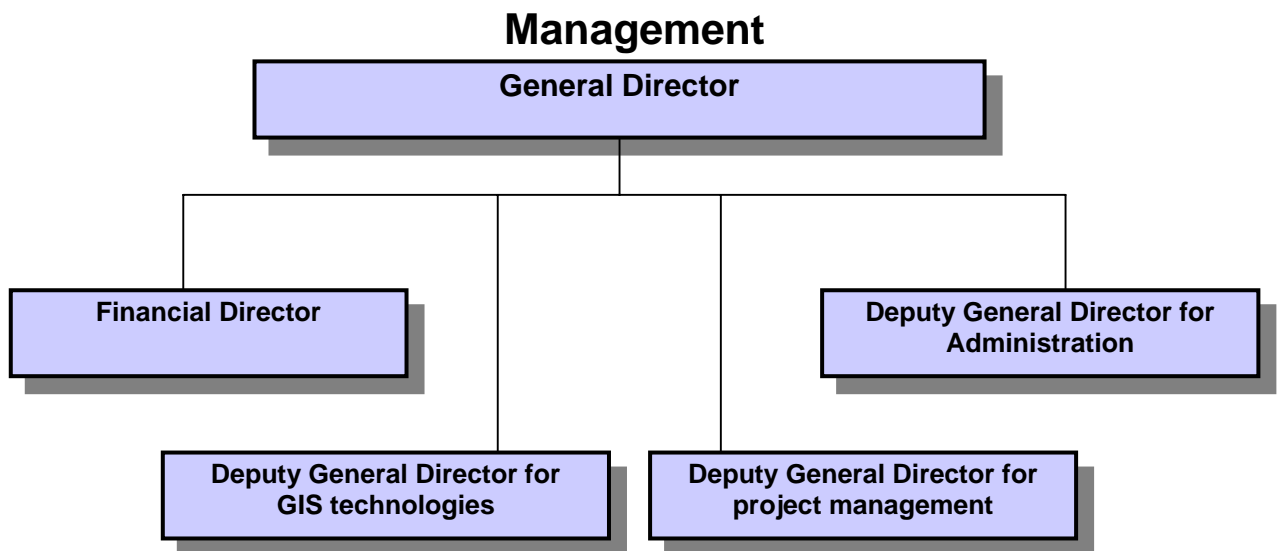 Management
General Director
Financial Director
Deputy General Director for
Administration
Deputy General Director for
GIS technologies
Deputy General Director for
project management